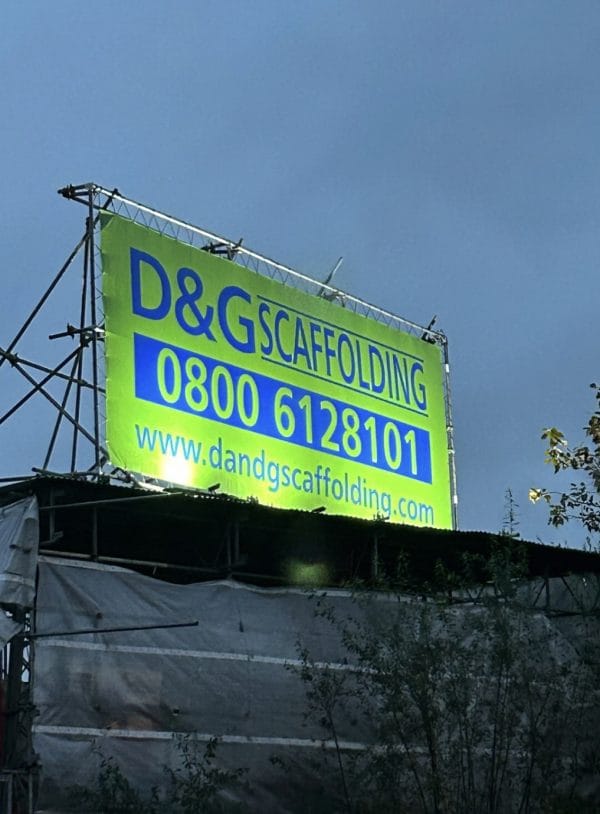 D&G SCAFFOLDING
0800 6128101
www.dandgscaffolding.com